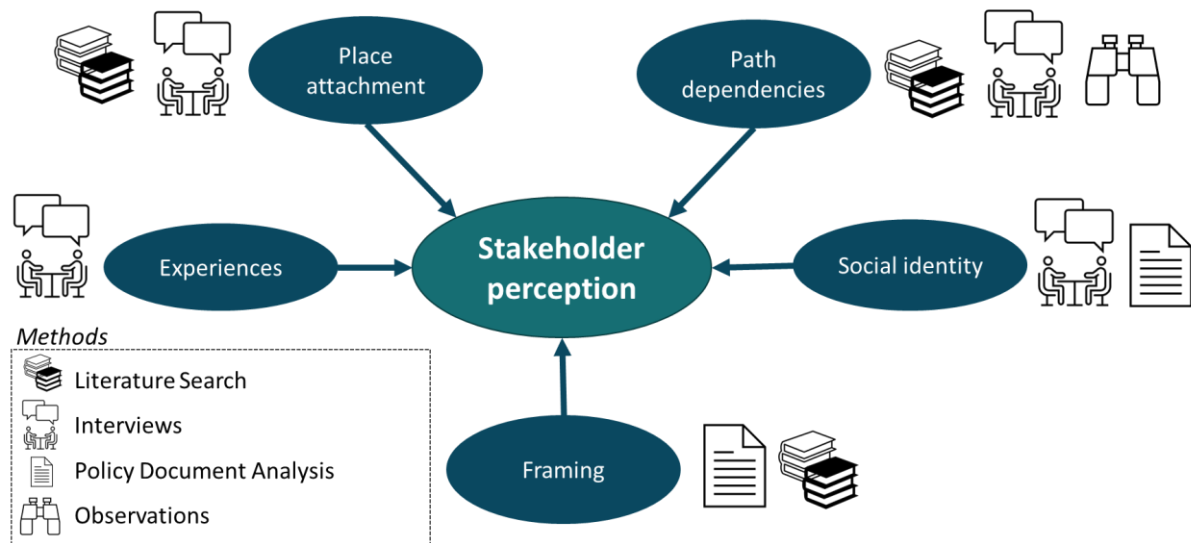 Place
attachment
Path
dependencies
Experiences
Stakeholder
perception
Social identity
Framing
Methods
Literature Search
Interviews
Policy Document Analysis
Observations